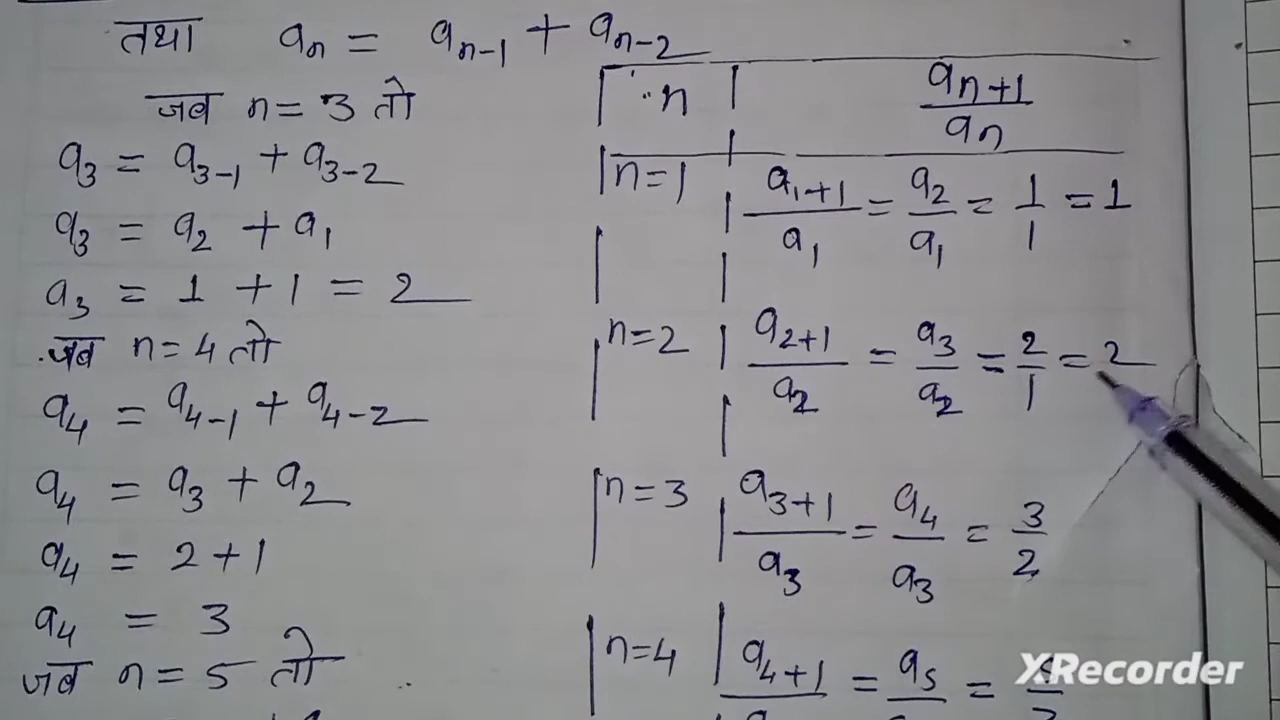 तथा aₙ = aₙ₋₁ + aₙ₋₂
जब n = 3 तो
a₃ = a₃₋₁ + a₃₋₂
a₃ = a₂ + a₁
a₃ = 1 + 1 = 2
जब n = 4 तो
a₄ = a₄₋₁ + a₄₋₂
a₄ = a₃ + a₂
a₄ = 2 + 1
a₄ = 3
जब n = 5 तो
n | aₙ₊₁/aₙ
n=1 | a₁₊₁/a₁ = a₂/a₁ = 1/1 = 1
n=2 | a₂₊₁/a₂ = a₃/a₂ = 2/1 = 2
n=3 | a₃₊₁/a₃ = a₄/a₃ = 3/2
n=4 | a₄₊₁ = a₅ =
XRecorder